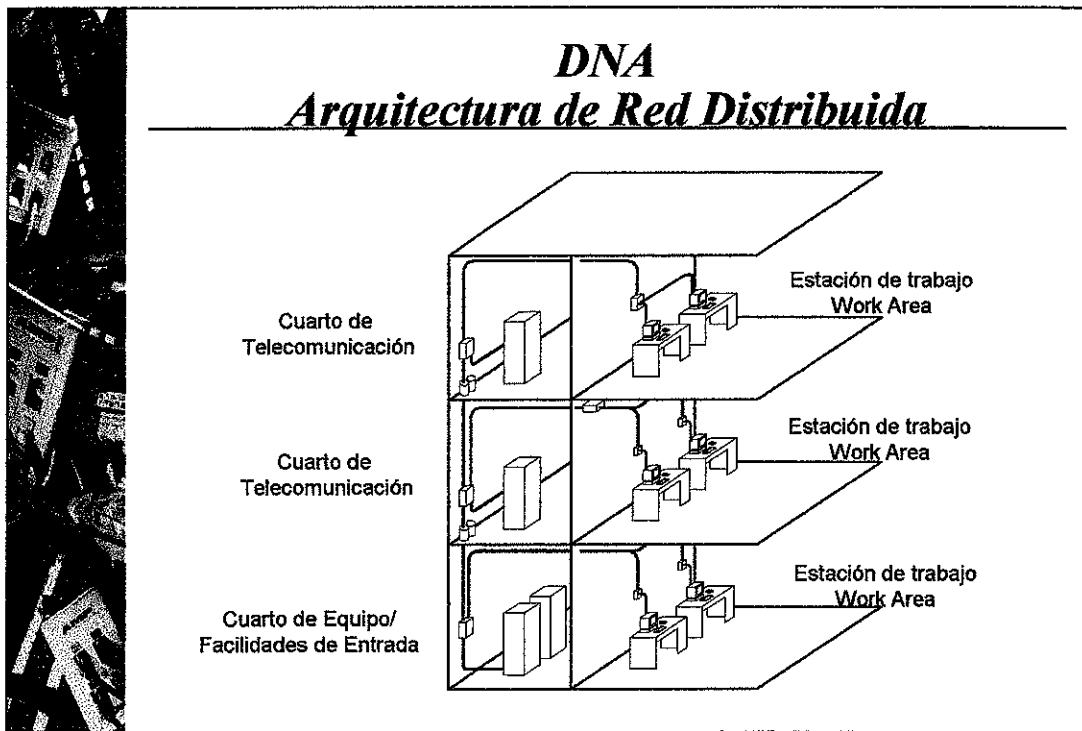 DNA
Arquitectura de Red Distribuida
Estación de trabajo
Work Area
Cuarto de
Telecomunicación
Estación de trabajo
Work Area
Cuarto de
Telecomunicación
Estación de trabajo
Work Area
Cuarto de Equipo/
Facilidades de Entrada